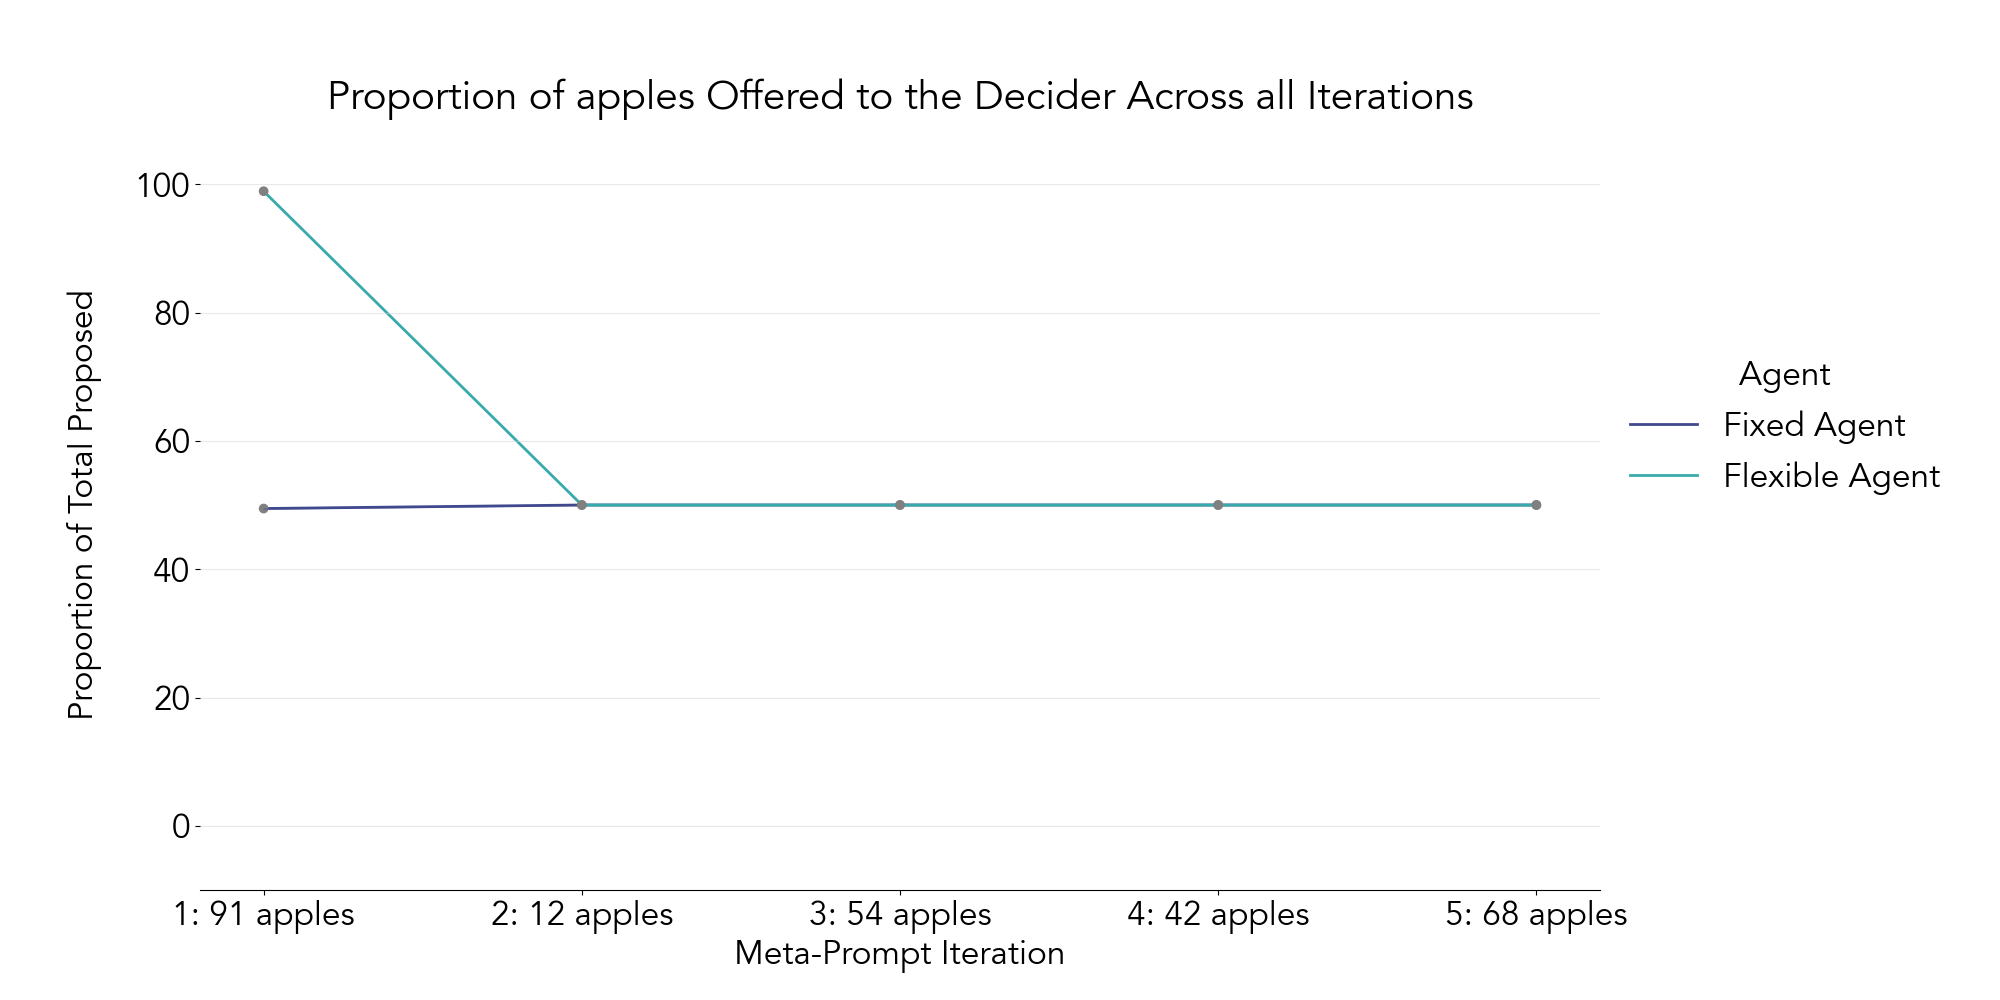 Proportion of apples Offered to the Decider Across all Iterations
Proportion of Total Proposed
100
80
60
40
20
0
1: 91 apples
2: 12 apples
3: 54 apples
4: 42 apples
5: 68 apples
Meta-Prompt Iteration
Agent
Fixed Agent
Flexible Agent